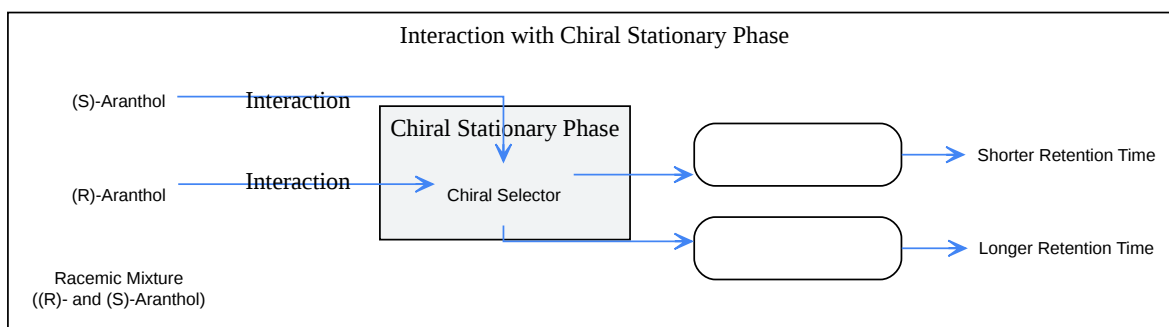 Interaction with Chiral Stationary Phase
(S)-Aranthol
Interaction
Chiral Stationary Phase
Shorter Retention Time
(R)-Aranthol
Interaction
Chiral Selector
Longer Retention Time
Racemic Mixture
((R)- and (S)-Aranthol)